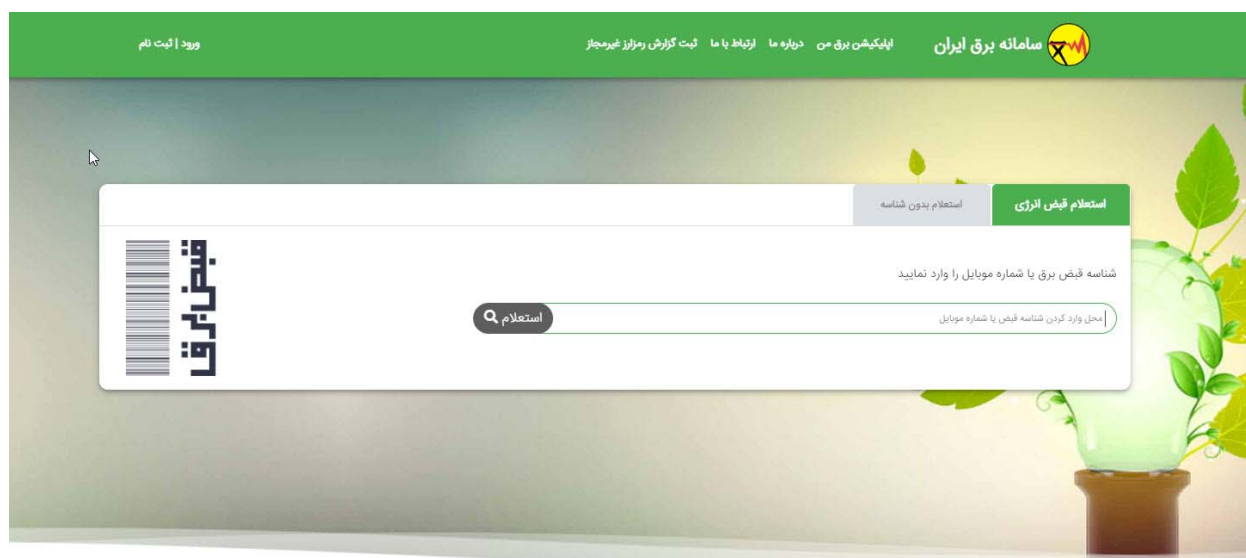 سامانه برق ایران
اپلیکیشن برق من
درباره ما
ارتباط با ما
ثبت گزارش رمزارز غیرمجاز
ورود | ثبت نام
استعلام قبض انرژی
استعلام بدون شناسه
شناسه قبض برق یا شماره موبایل را وارد نمایید
محل وارد کردن شناسه قبض یا شماره موبایل
استعلام
قبض برق